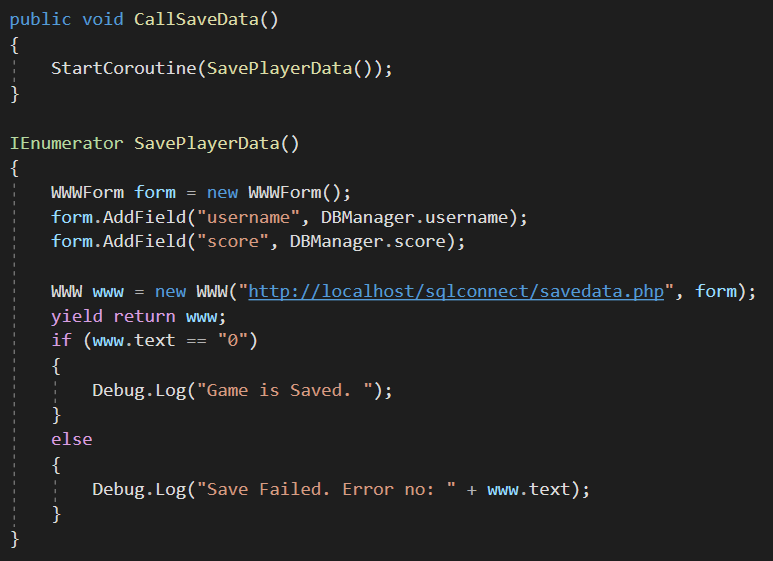 public void CallSaveData()
{
    StartCoroutine(SavePlayerData());
}

IEnumerator SavePlayerData()
{
    WWWForm form = new WWWForm();
    form.AddField("username", DBManager.username);
    form.AddField("score", DBManager.score);

    WWW www = new WWW("http://localhost/sqlconnect/savedata.php", form);
    yield return www;
    if (www.text == "0")
    {
        Debug.Log("Game is Saved. ");
    }
    else
    {
        Debug.Log("Save Failed. Error no: " + www.text);
    }
}